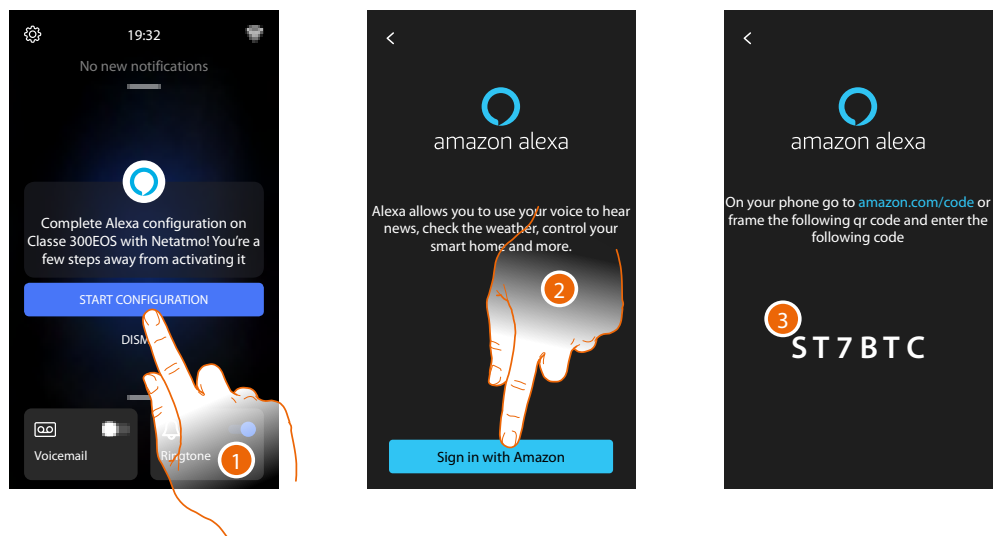 19:32
No new notifications
Complete Alexa configuration on
Classe 300EOS with Netatmo! You're a
few steps away from activating it
START CONFIGURATION
Voicemail
Ringtone
1
amazon alexa
Alexa allows you to use your voice to hear
news, check the weather, control your
smart home and more.
2
Sign in with Amazon
amazon alexa
On your phone go to amazon.com/code or
frame the following qr code and enter the
following code
3
ST7BTC